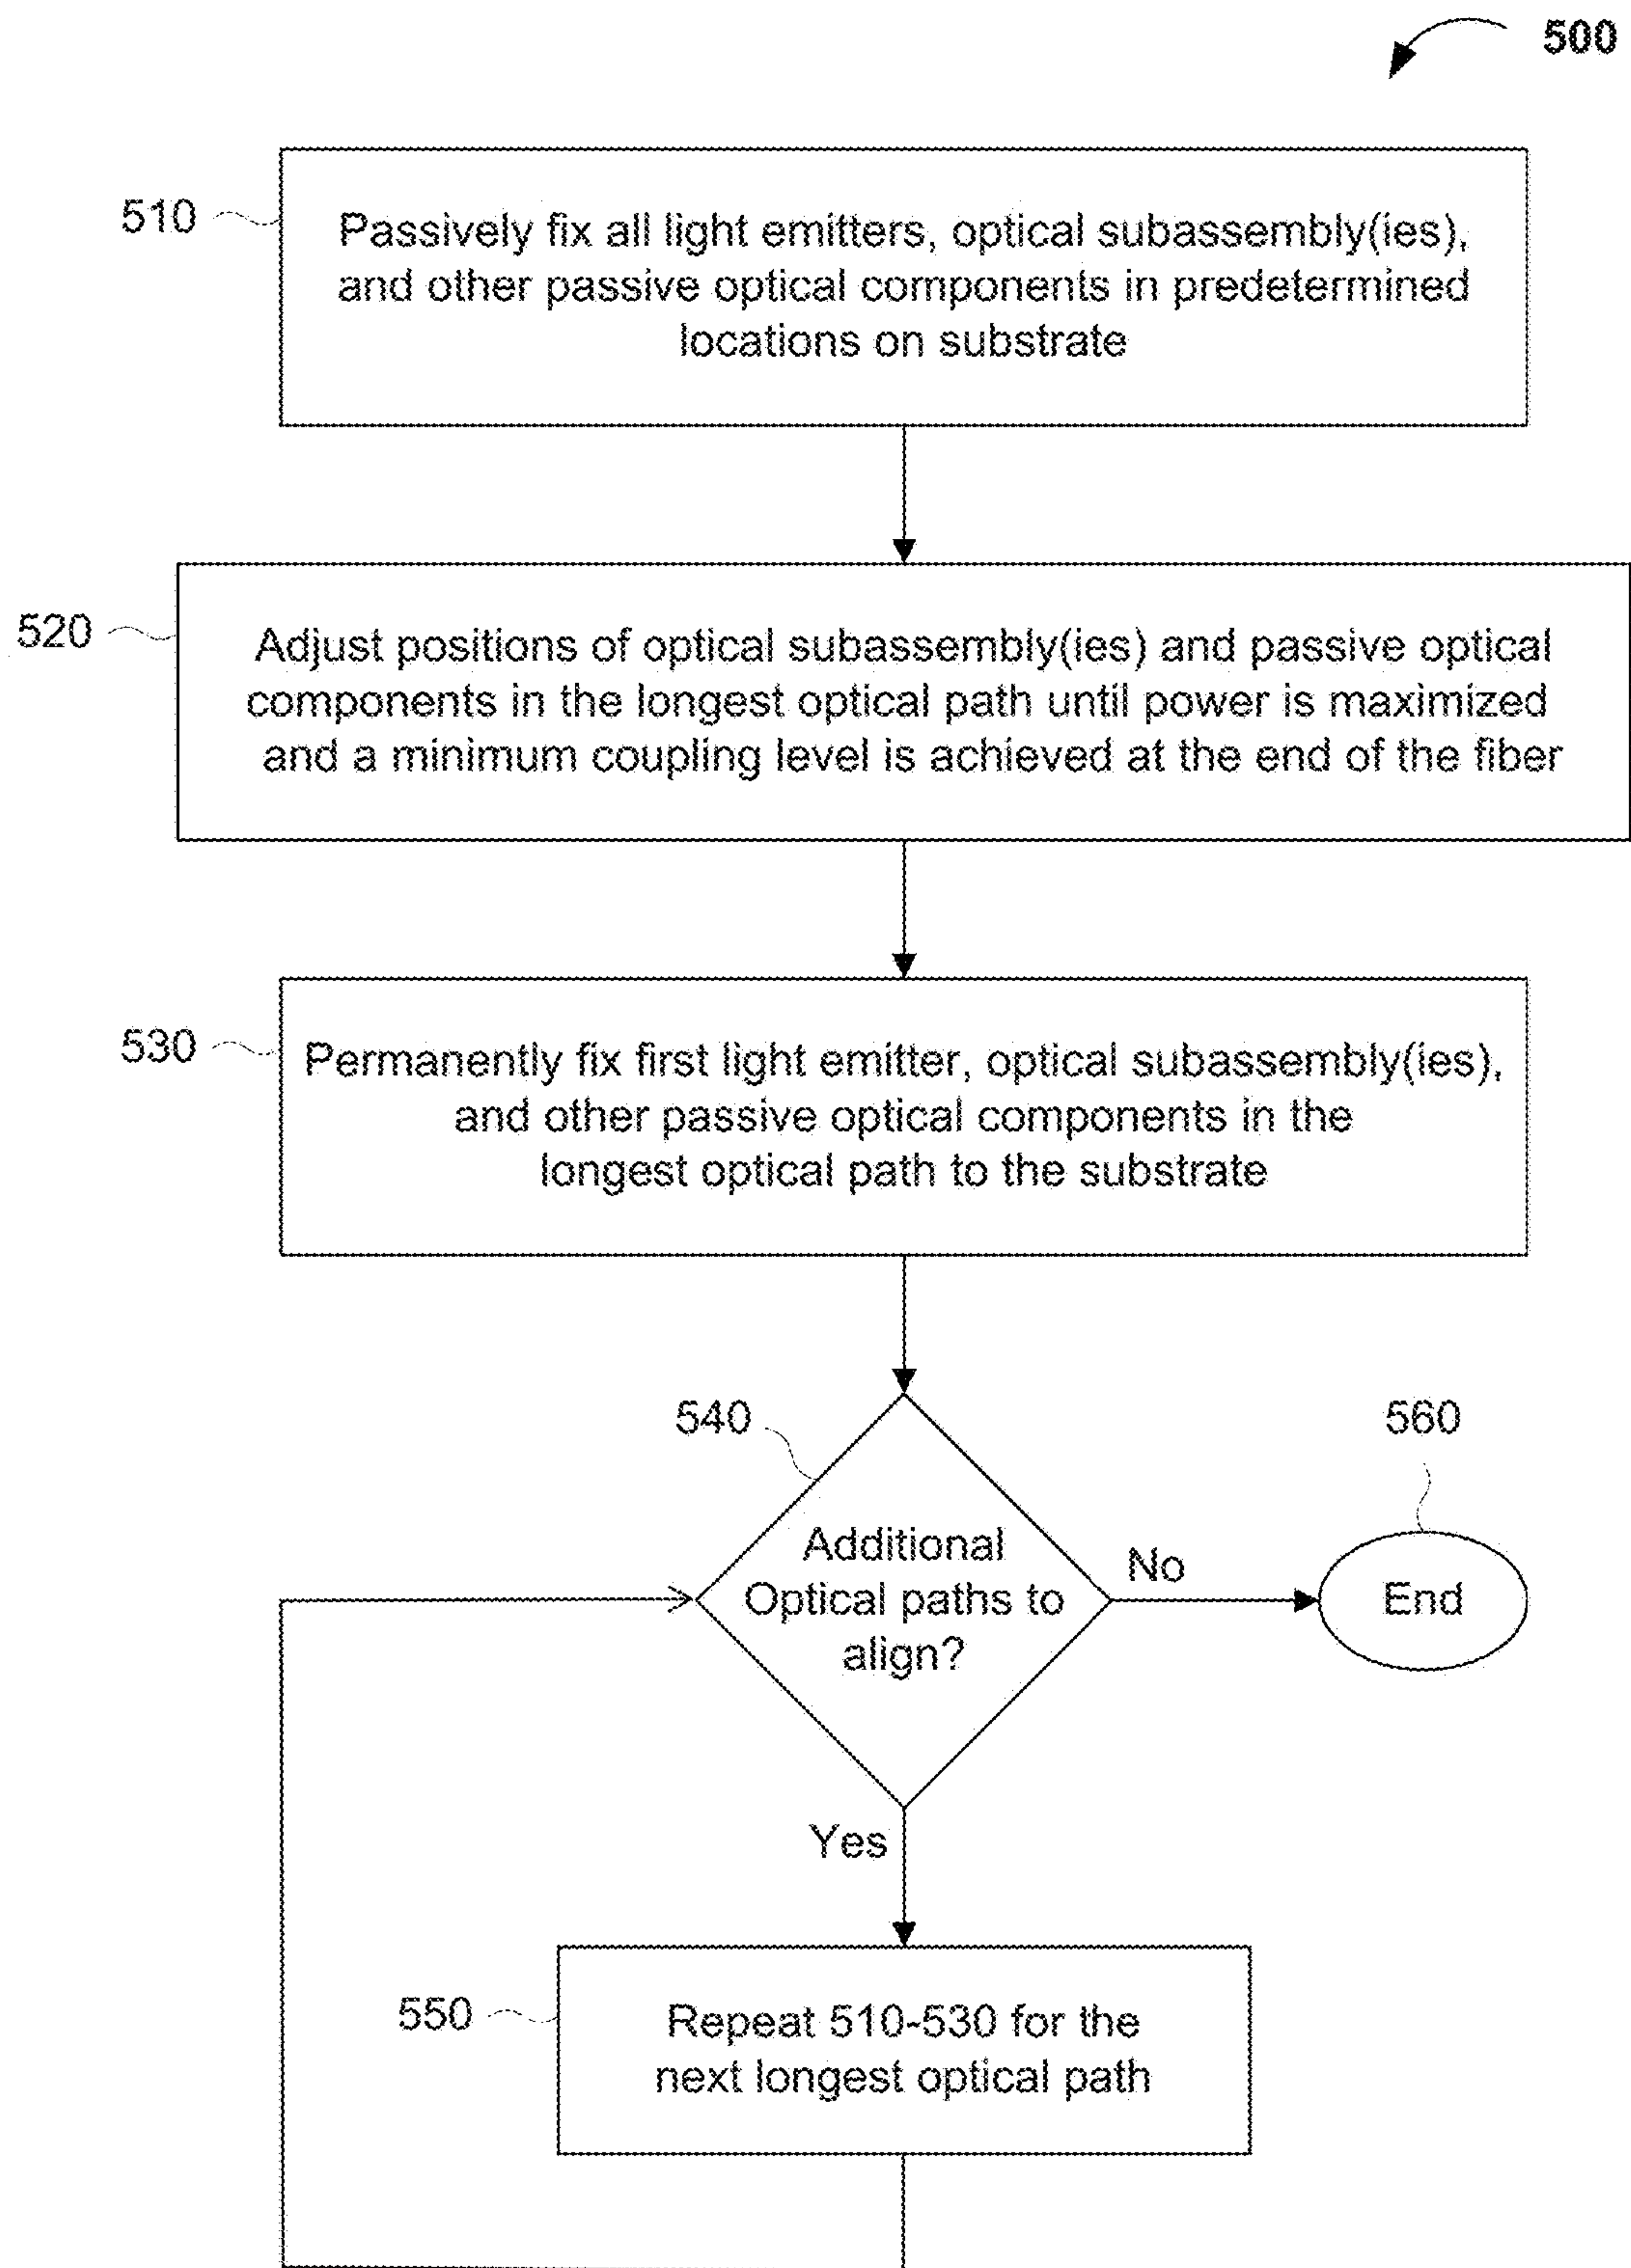 500
510
Passively fix all light emitters, optical subassembly(ies),
and other passive optical components in predetermined
locations on substrate
520
Adjust positions of optical subassembly(ies) and passive optical
components in the longest optical path until power is maximized
and a minimum coupling level is achieved at the end of the fiber
530
Permanently fix first light emitter, optical subassembly(ies),
and other passive optical components in the
longest optical path to the substrate
540
560
Additional
Optical paths to
align?
No
End
Yes
550
Repeat 510-530 for the
next longest optical path